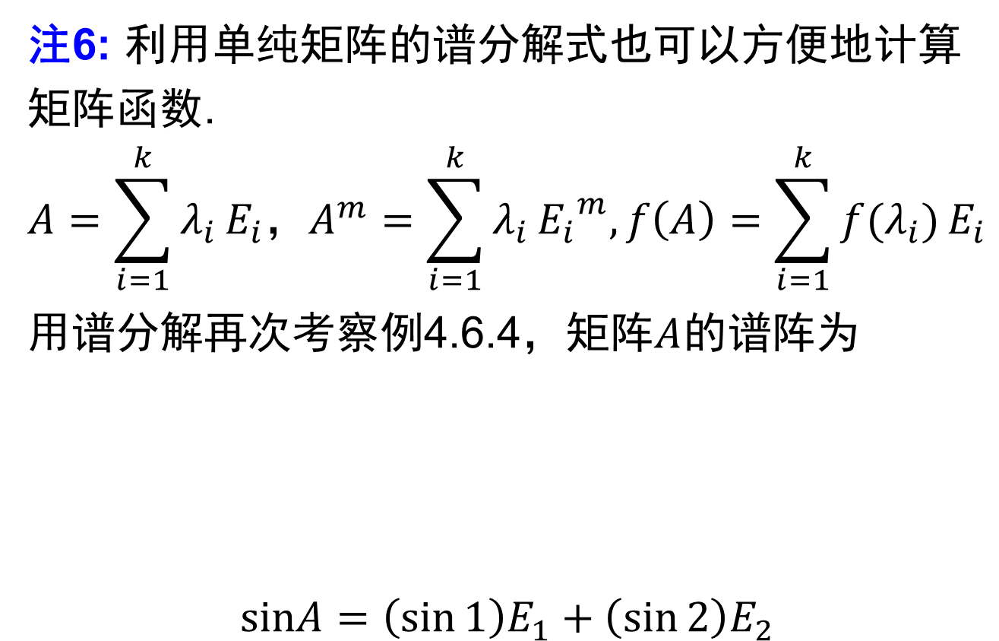 注6: 利用单纯矩阵的谱分解式也可以方便地计算
矩阵函数.
$A = \sum_{i=1}^{k} \lambda_i E_i$，$A^m = \sum_{i=1}^{k} \lambda_i {E_i}^m, f(A) = \sum_{i=1}^{k} f(\lambda_i) E_i$
用谱分解再次考察例4.6.4，矩阵$A$的谱阵为
$\sin A = (\sin 1)E_1 + (\sin 2)E_2$